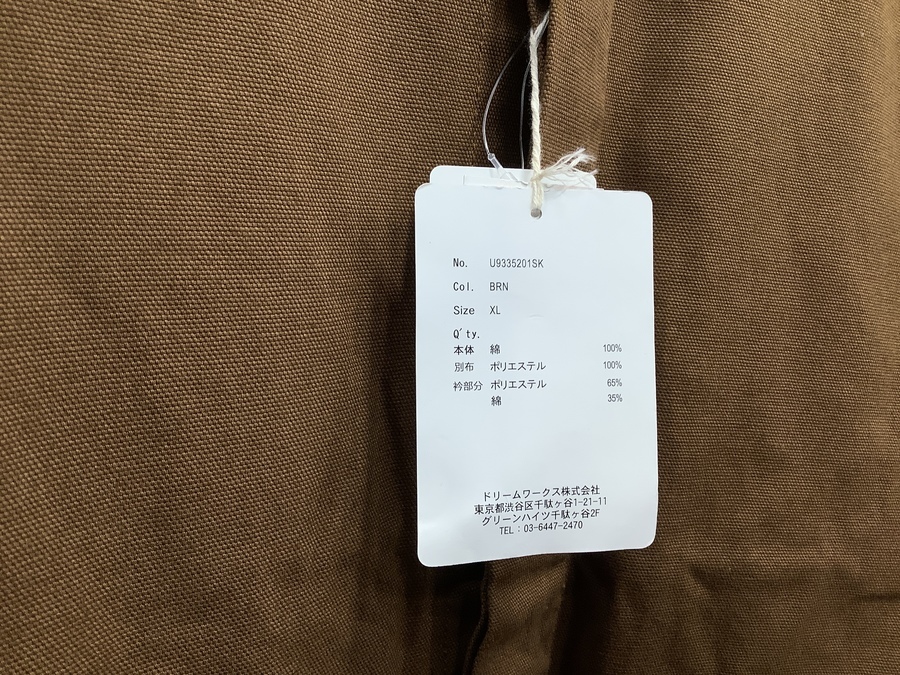 No. U9335201SK
Col. BRN
Size XL
Q'ty.
本体 綿 100%
別布 ポリエステル 100%
衿部分 ポリエステル 65%
綿 35%
ドリームワークス株式会社
東京都渋谷区千駄ヶ谷1-21-11
グリーンハイツ千駄ヶ谷2F
TEL：03-6447-2470